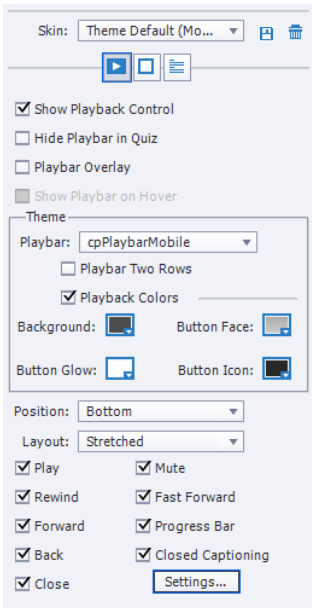 Skin: Theme Default (Mo...
Show Playback Control
Hide Playbar in Quiz
Playbar Overlay
Show Playbar on Hover
Theme
Playbar: cpPlaybarMobile
Playbar Two Rows
Playback Colors
Background: Button Face:
Button Glow: Button Icon:
Position: Bottom
Layout: Stretched
Play Mute
Rewind Fast Forward
Forward Progress Bar
Back Closed Captioning
Close Settings...